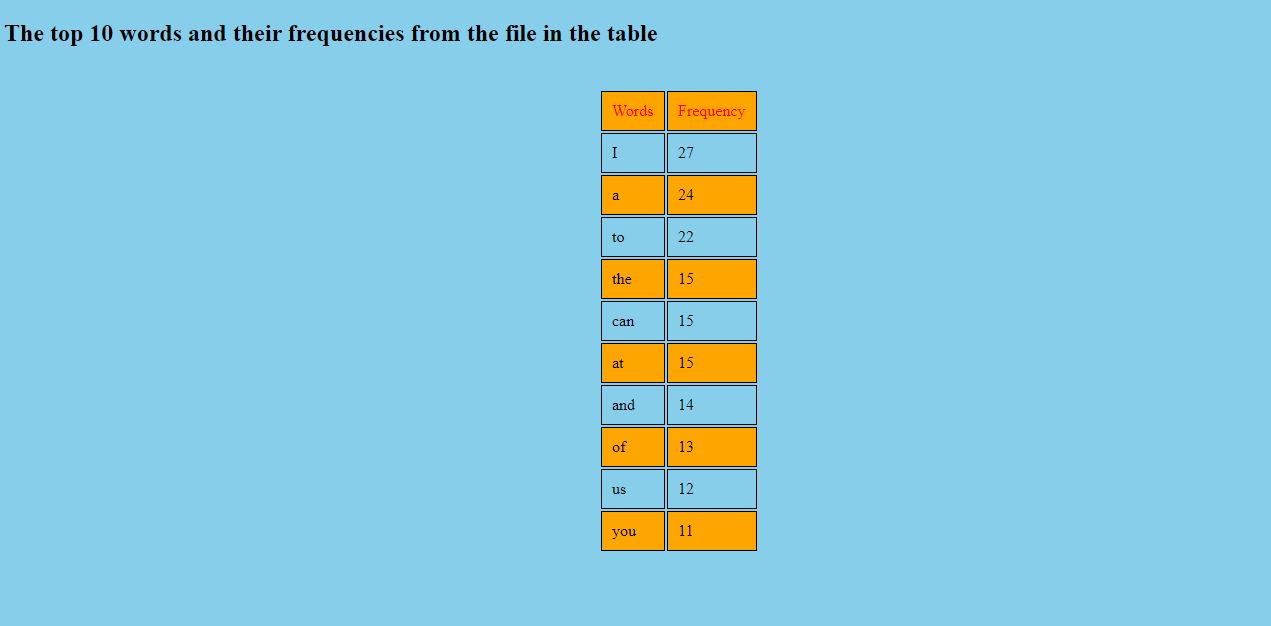 The top 10 words and their frequencies from the file in the table
Words Frequency
I 27
a 24
to 22
the 15
can 15
at 15
and 14
of 13
us 12
you 11